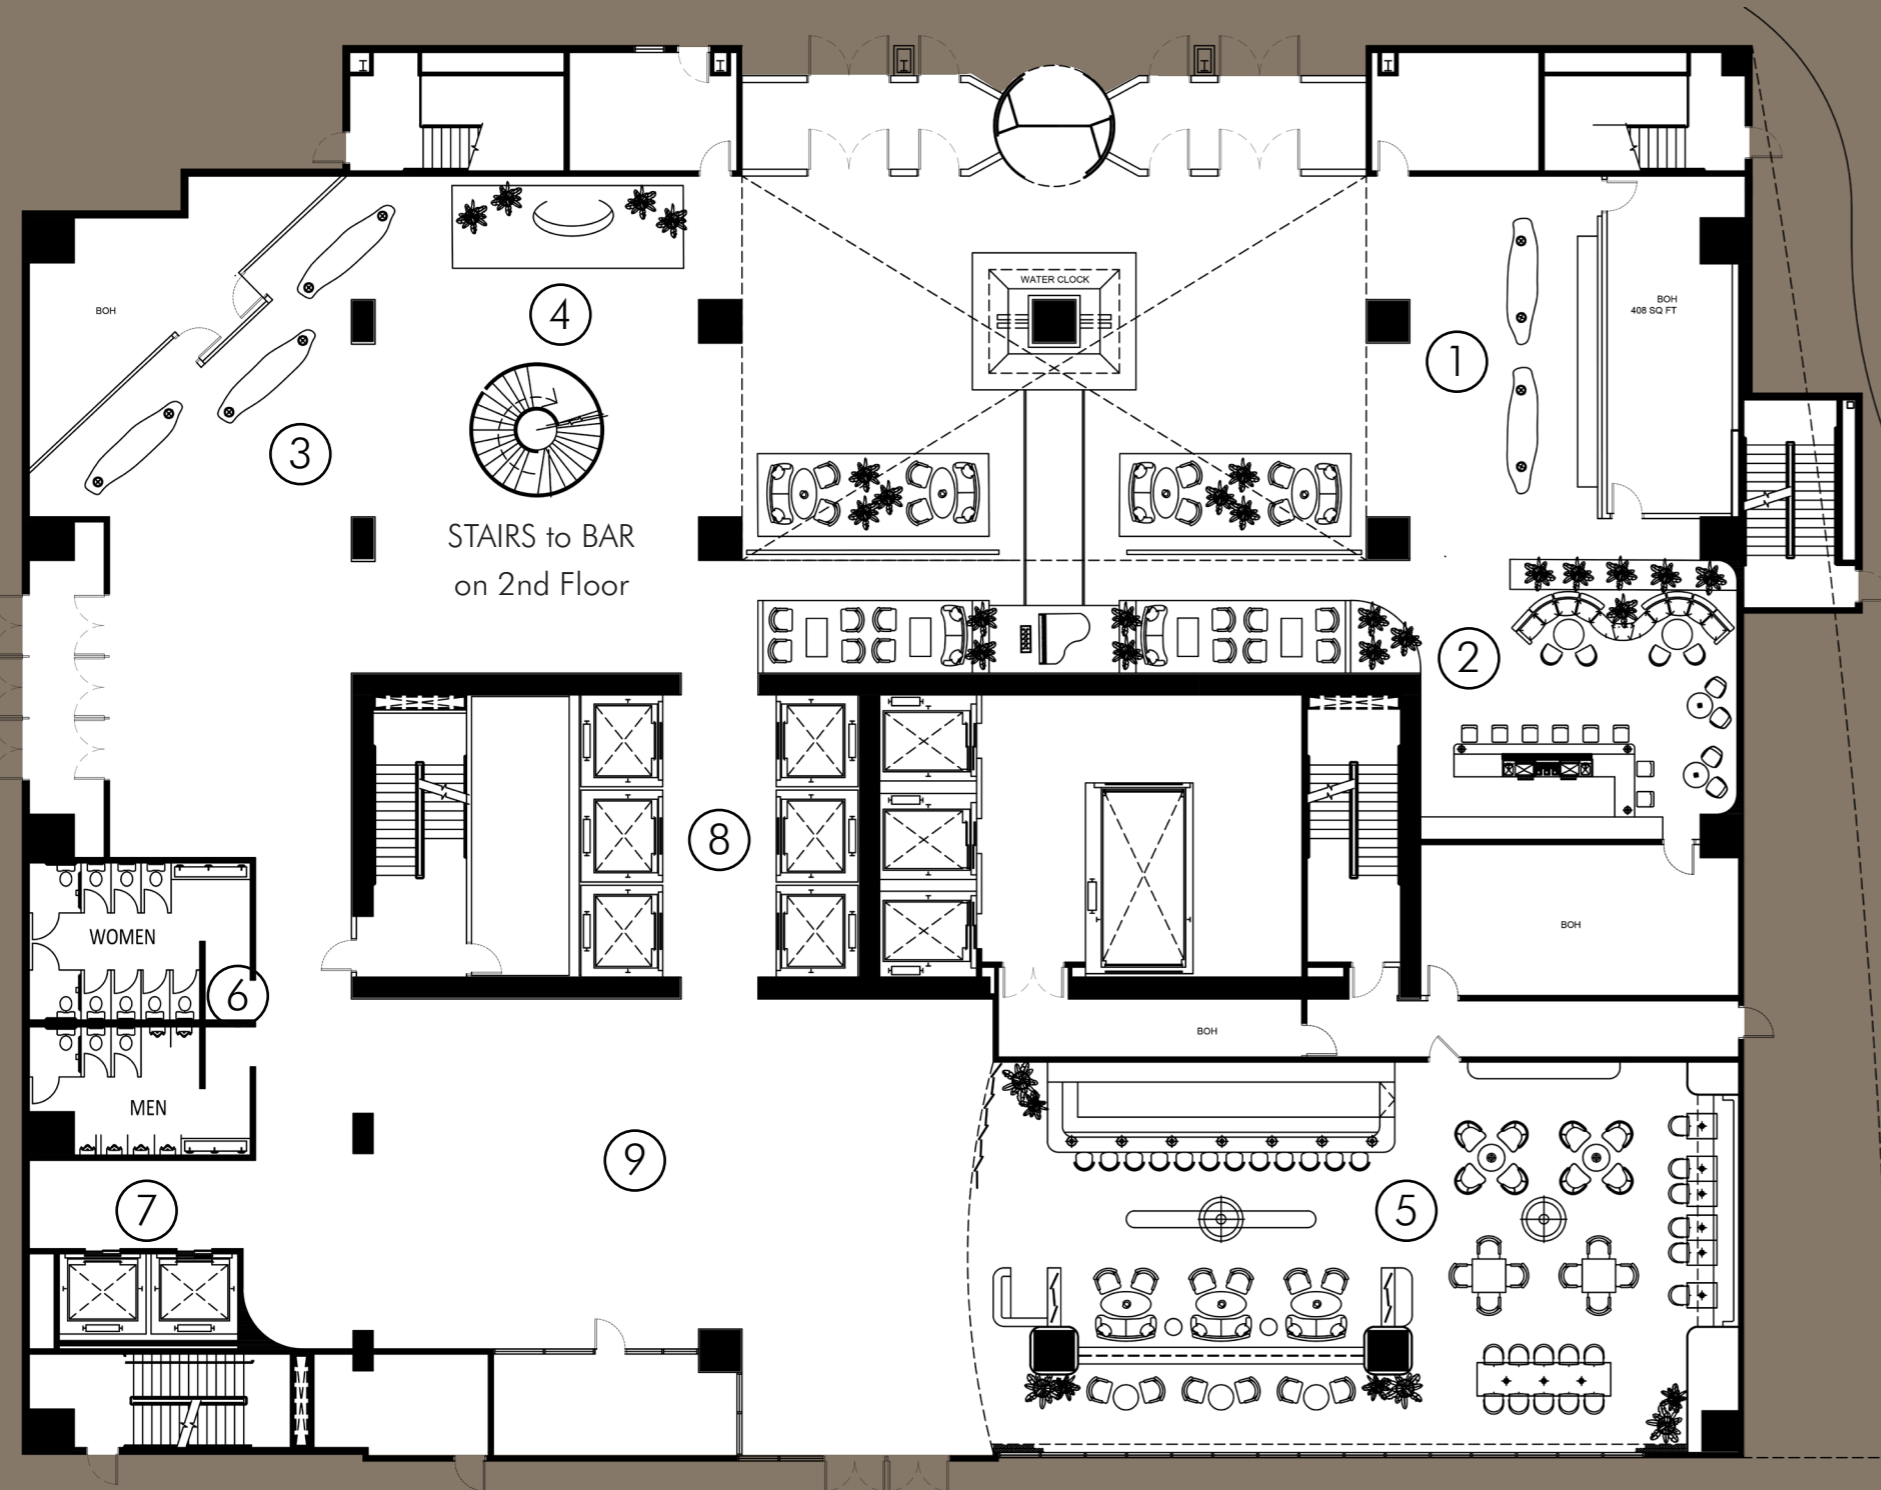 WATER CLOCK
BOH
408 SQ FT
BOH
4
1
3
STAIRS to BAR
on 2nd Floor
2
8
BOH
WOMEN
6
BOH
MEN
9
7
5